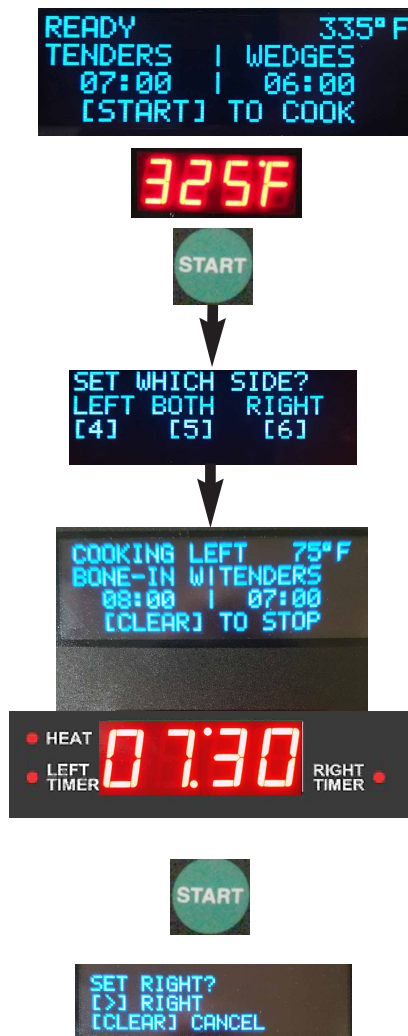 READY 335°F
TENDERS | WEDGES
07:00 | 06:00
[START] TO COOK
325°F
START
SET WHICH SIDE?
LEFT BOTH RIGHT
[4] [5] [6]
COOKING LEFT 75°F
BONE-IN W|TENDERS
08:00 | 07:00
[CLEAR] TO STOP
HEAT
LEFT
TIMER
07:30
RIGHT
TIMER
START
SET RIGHT?
[>] RIGHT
[CLEAR] CANCEL